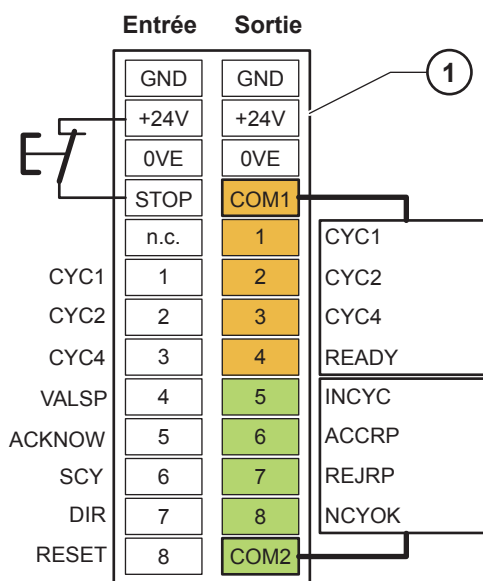 Entrée Sortie
1
GND GND
+24V +24V
0VE 0VE
STOP COM1
n.c. 1 CYC1
CYC1 1 2 CYC2
CYC2 2 3 CYC4
CYC4 3 4 READY
VALSP 4 5 INCYC
ACKNOW 5 6 ACCRP
SCY 6 7 REJRP
DIR 7 8 NCYOK
RESET 8 COM2